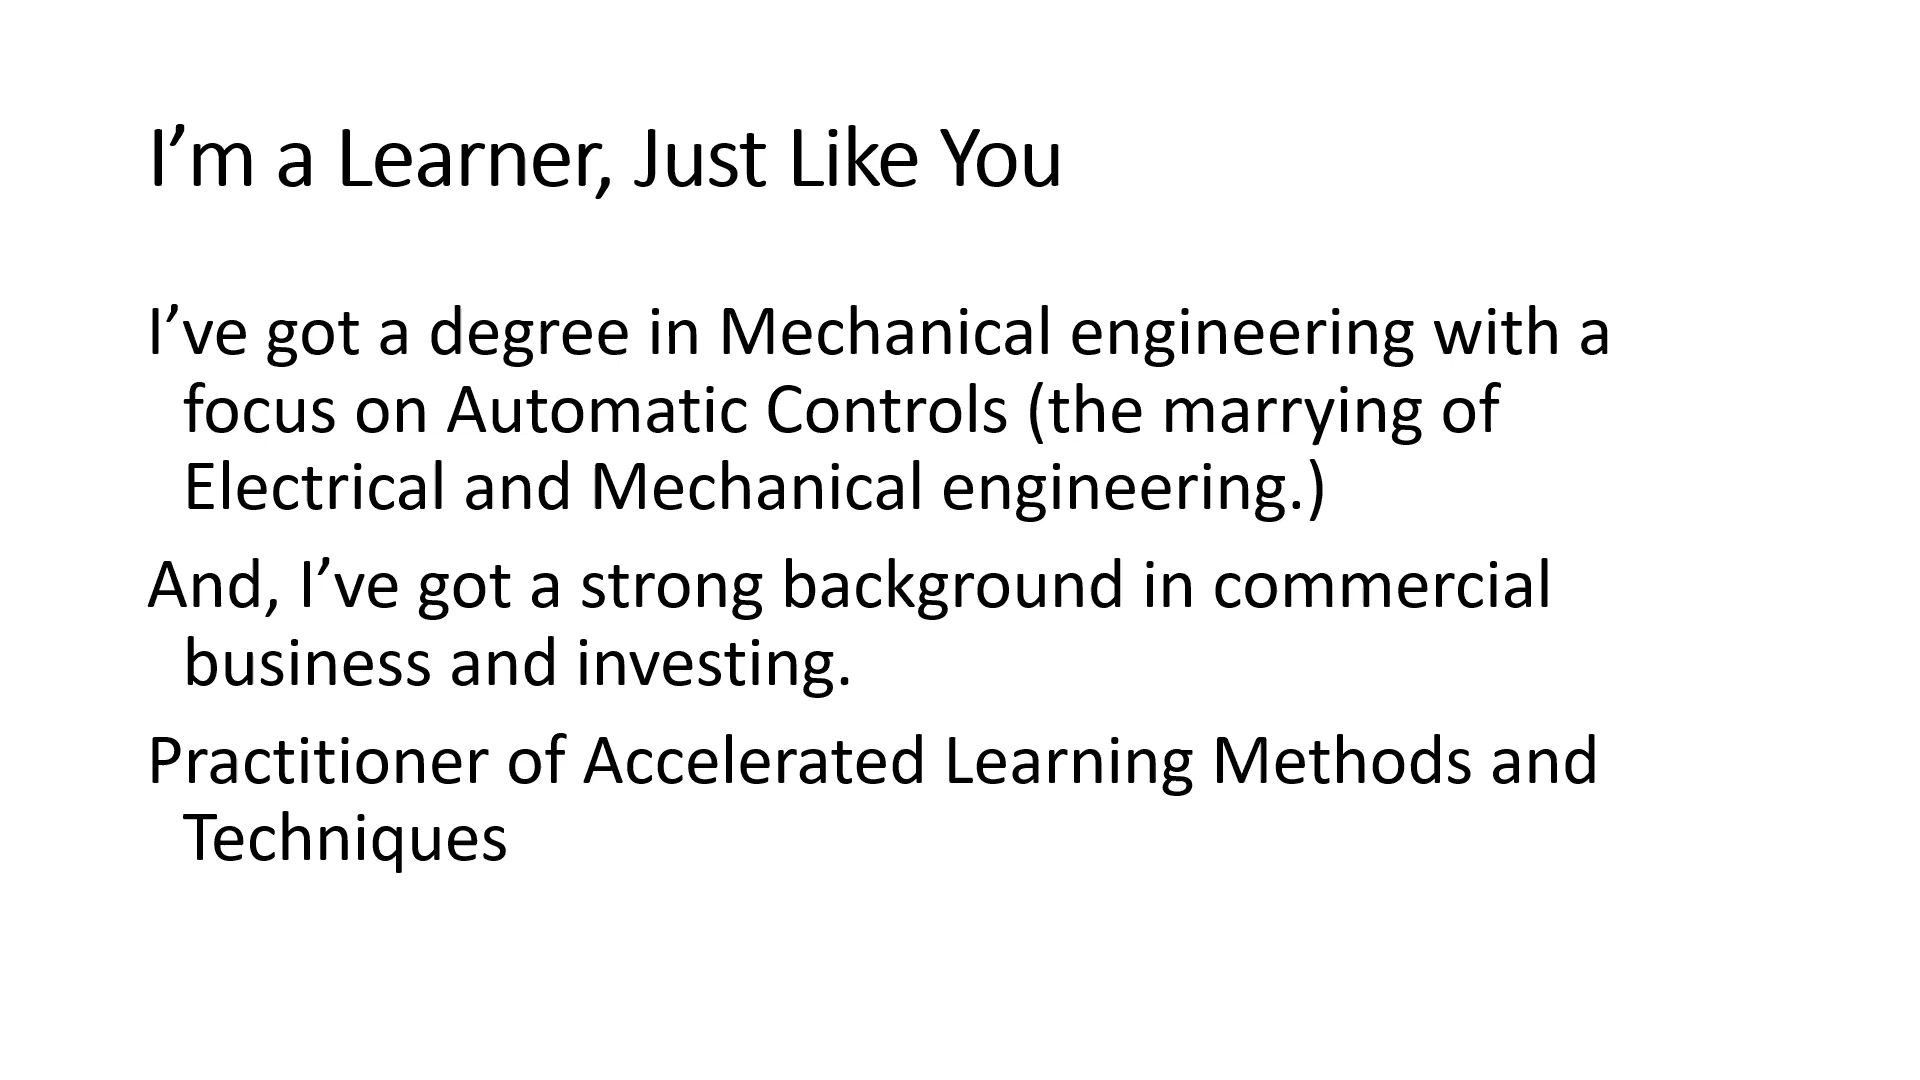 I’m a Learner, Just Like You
I’ve got a degree in Mechanical engineering with a
focus on Automatic Controls (the marrying of
Electrical and Mechanical engineering.)
And, I’ve got a strong background in commercial
business and investing.
Practitioner of Accelerated Learning Methods and
Techniques